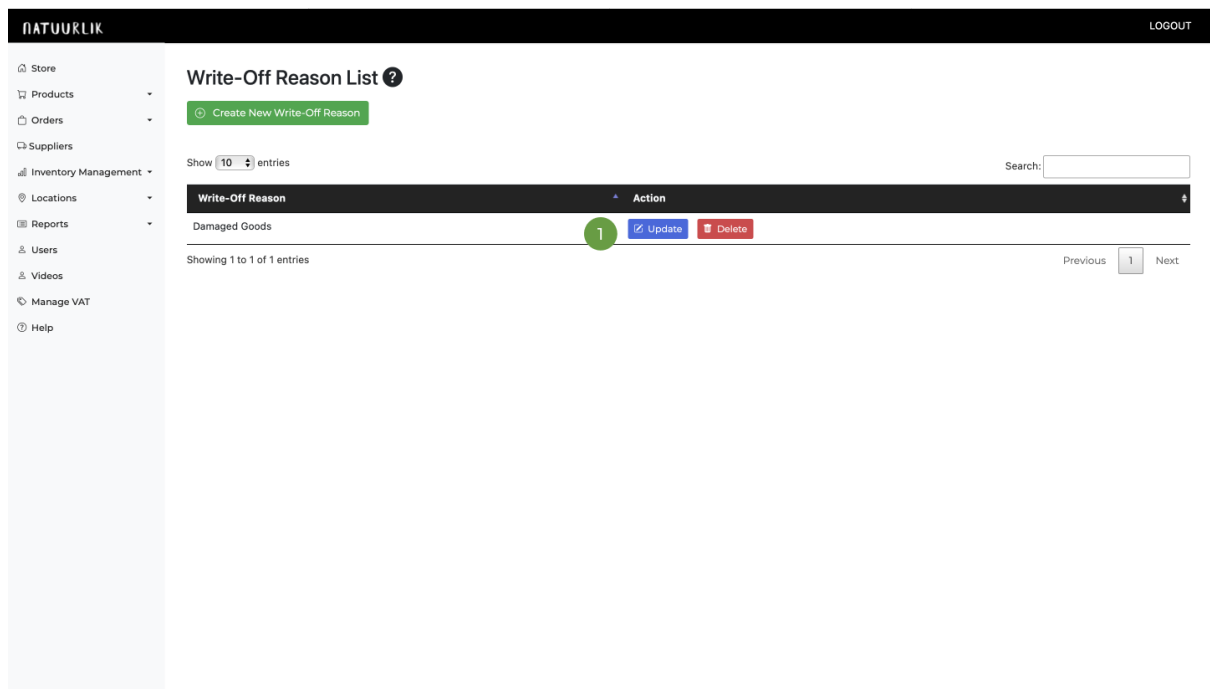 NATUURLIK
LOGOUT
Store
Products
Orders
Suppliers
Inventory Management
Locations
Reports
Users
Videos
Manage VAT
Help
Write-Off Reason List ?
Create New Write-Off Reason
Show 10 entries
Search:
Write-Off Reason Action
Damaged Goods 1 Update Delete
Showing 1 to 1 of 1 entries
Previous 1 Next